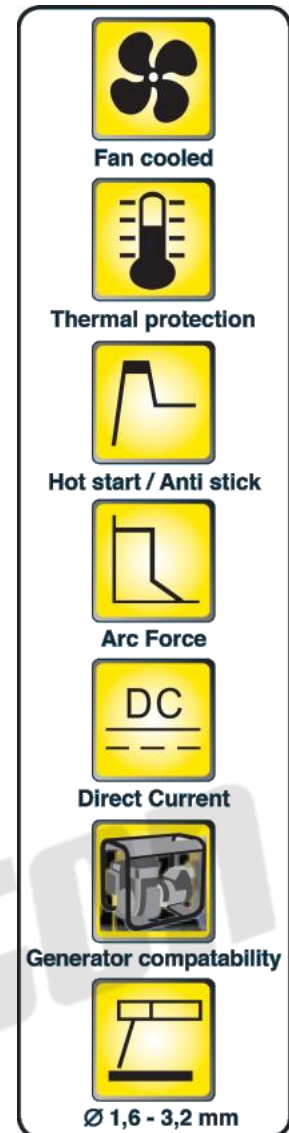 Fan cooled
Thermal protection
Hot start / Anti stick
Arc Force
DC
Direct Current
Generator compatability
Ø 1,6 - 3,2 mm